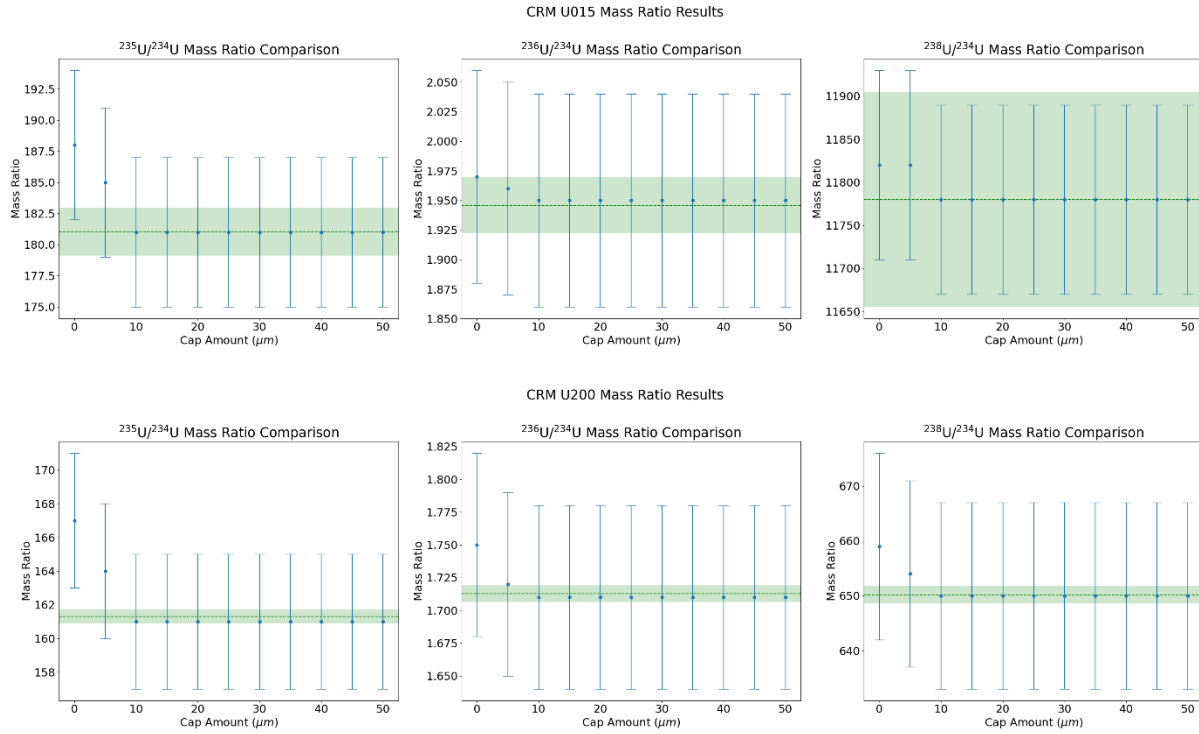 CRM U015 Mass Ratio Results
²³⁵U/²³⁴U Mass Ratio Comparison
Mass Ratio
192.5
190.0
187.5
185.0
182.5
180.0
177.5
175.0
0 10 20 30 40 50
Cap Amount (μm)
²³⁶U/²³⁴U Mass Ratio Comparison
Mass Ratio
2.050
2.025
2.000
1.975
1.950
1.925
1.900
1.875
1.850
0 10 20 30 40 50
Cap Amount (μm)
²³⁸U/²³⁴U Mass Ratio Comparison
Mass Ratio
11900
11850
11800
11750
11700
11650
0 10 20 30 40 50
Cap Amount (μm)
CRM U200 Mass Ratio Results
²³⁵U/²³⁴U Mass Ratio Comparison
Mass Ratio
170
168
166
164
162
160
158
0 10 20 30 40 50
Cap Amount (μm)
²³⁶U/²³⁴U Mass Ratio Comparison
Mass Ratio
1.825
1.800
1.775
1.750
1.725
1.700
1.675
1.650
0 10 20 30 40 50
Cap Amount (μm)
²³⁸U/²³⁴U Mass Ratio Comparison
Mass Ratio
670
660
650
640
0 10 20 30 40 50
Cap Amount (μm)